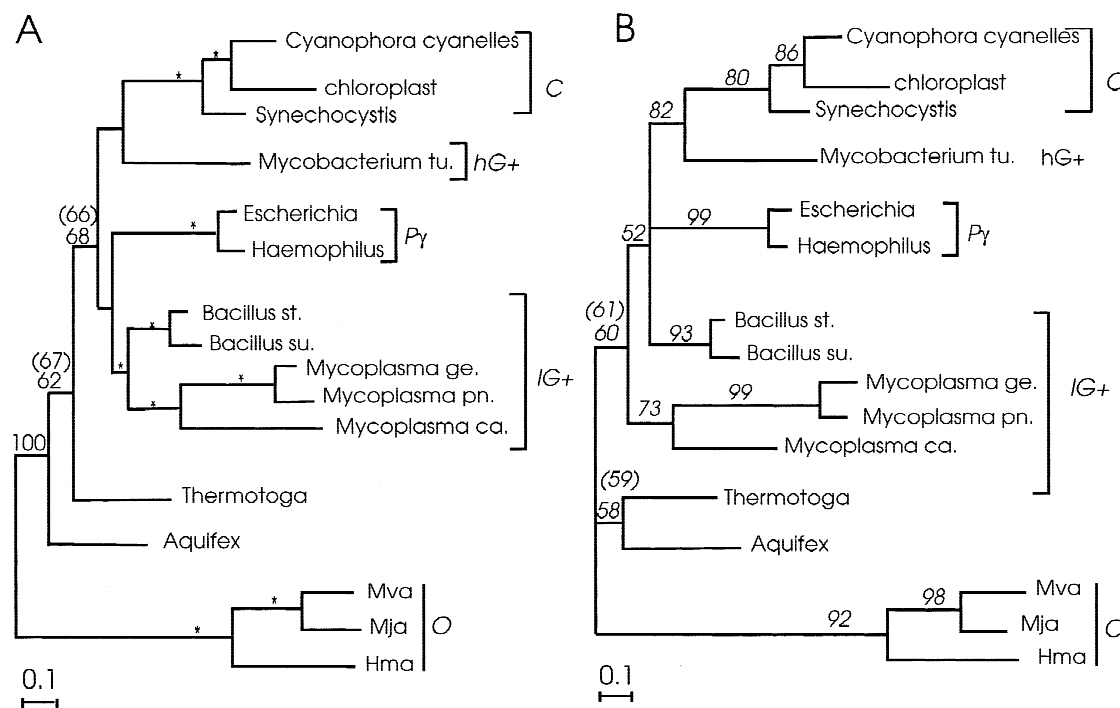 A
Cyanophora cyanelles
*
*
C
chloroplast
Synechocystis
Mycobacterium tu.
hG+
(66)
68
*
Escherichia
Pγ
Haemophilus
Bacillus st.
*
Bacillus su.
(67)
62
*
Mycoplasma ge.
*
lG+
Mycoplasma pn.
*
Mycoplasma ca.
100
Thermotoga
Aquifex
Mva
*
O
Mja
*
Hma
0.1
B
Cyanophora cyanelles
86
80
C
chloroplast
Synechocystis
82
Mycobacterium tu.
hG+
Escherichia
99
Pγ
52
Haemophilus
Bacillus st.
(61)
60
93
Bacillus su.
Mycoplasma ge.
lG+
99
Mycoplasma pn.
73
Mycoplasma ca.
(59)
58
Thermotoga
Aquifex
Mva
98
92
Mja
Hma
0.1